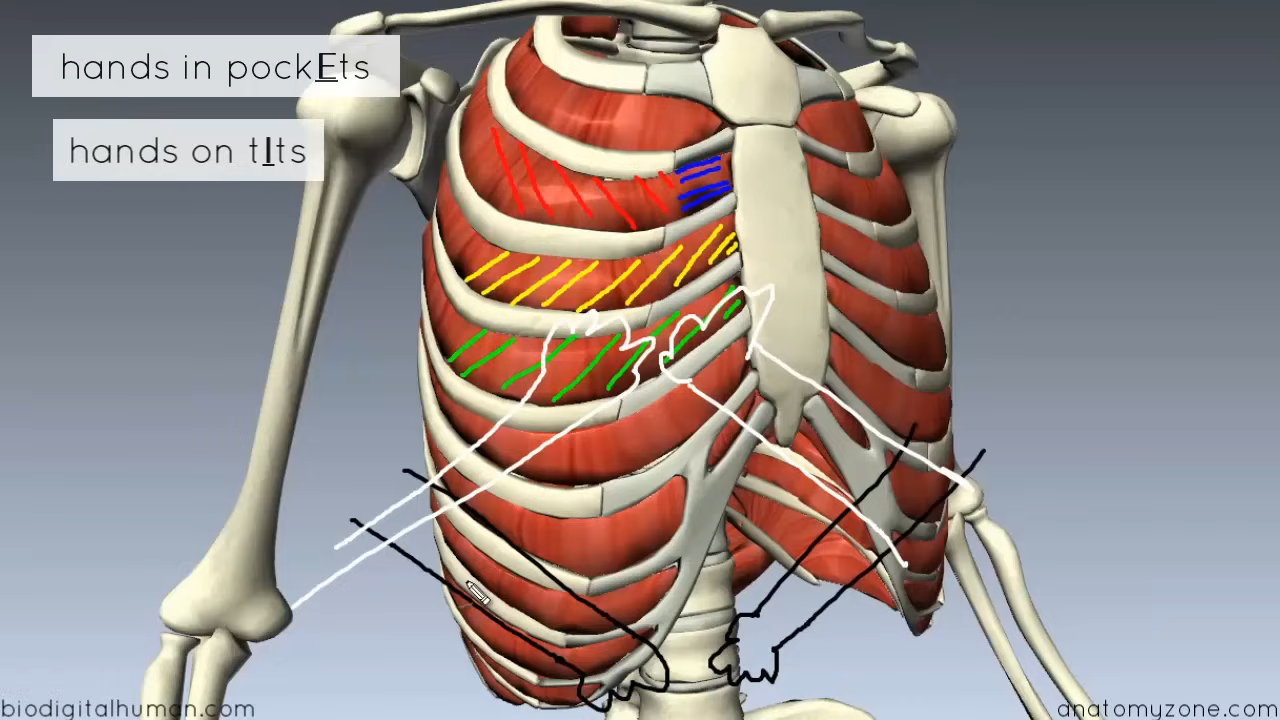 hands in pockEts
hands on tIts
biodigitalhuman.com
anatomyzone.com